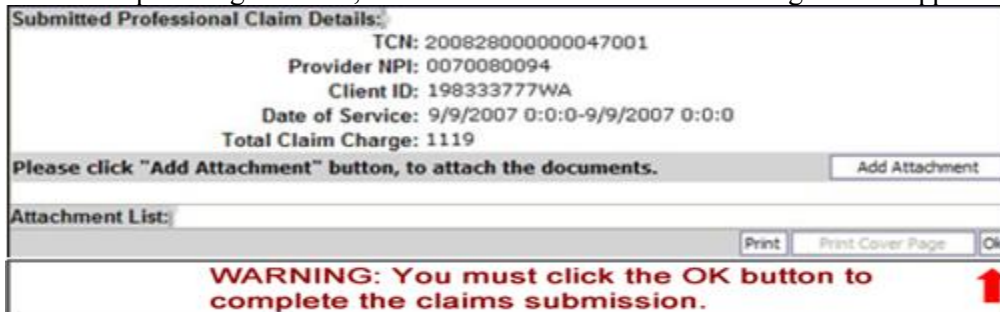 Submitted Professional Claim Details:
TCN: 200828000000047001
Provider NPI: 0070080094
Client ID: 198333777WA
Date of Service: 9/9/2007 0:0:0-9/9/2007 0:0:0
Total Claim Charge: 1119
Please click "Add Attachment" button, to attach the documents.
Add Attachment
Attachment List:
Print Print Cover Page Ok
WARNING: You must click the OK button to
complete the claims submission.